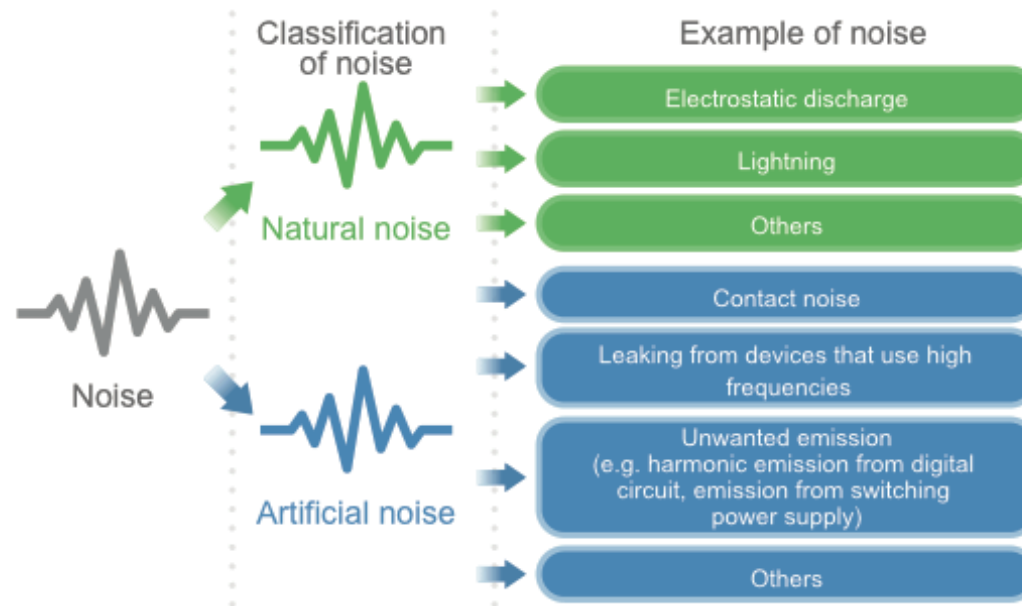 Classification
of noise
Example of noise
Electrostatic discharge
Lightning
Natural noise
Others
Noise
Contact noise
Leaking from devices that use high
frequencies
Artificial noise
Unwanted emission
(e.g. harmonic emission from digital
circuit, emission from switching
power supply)
Others